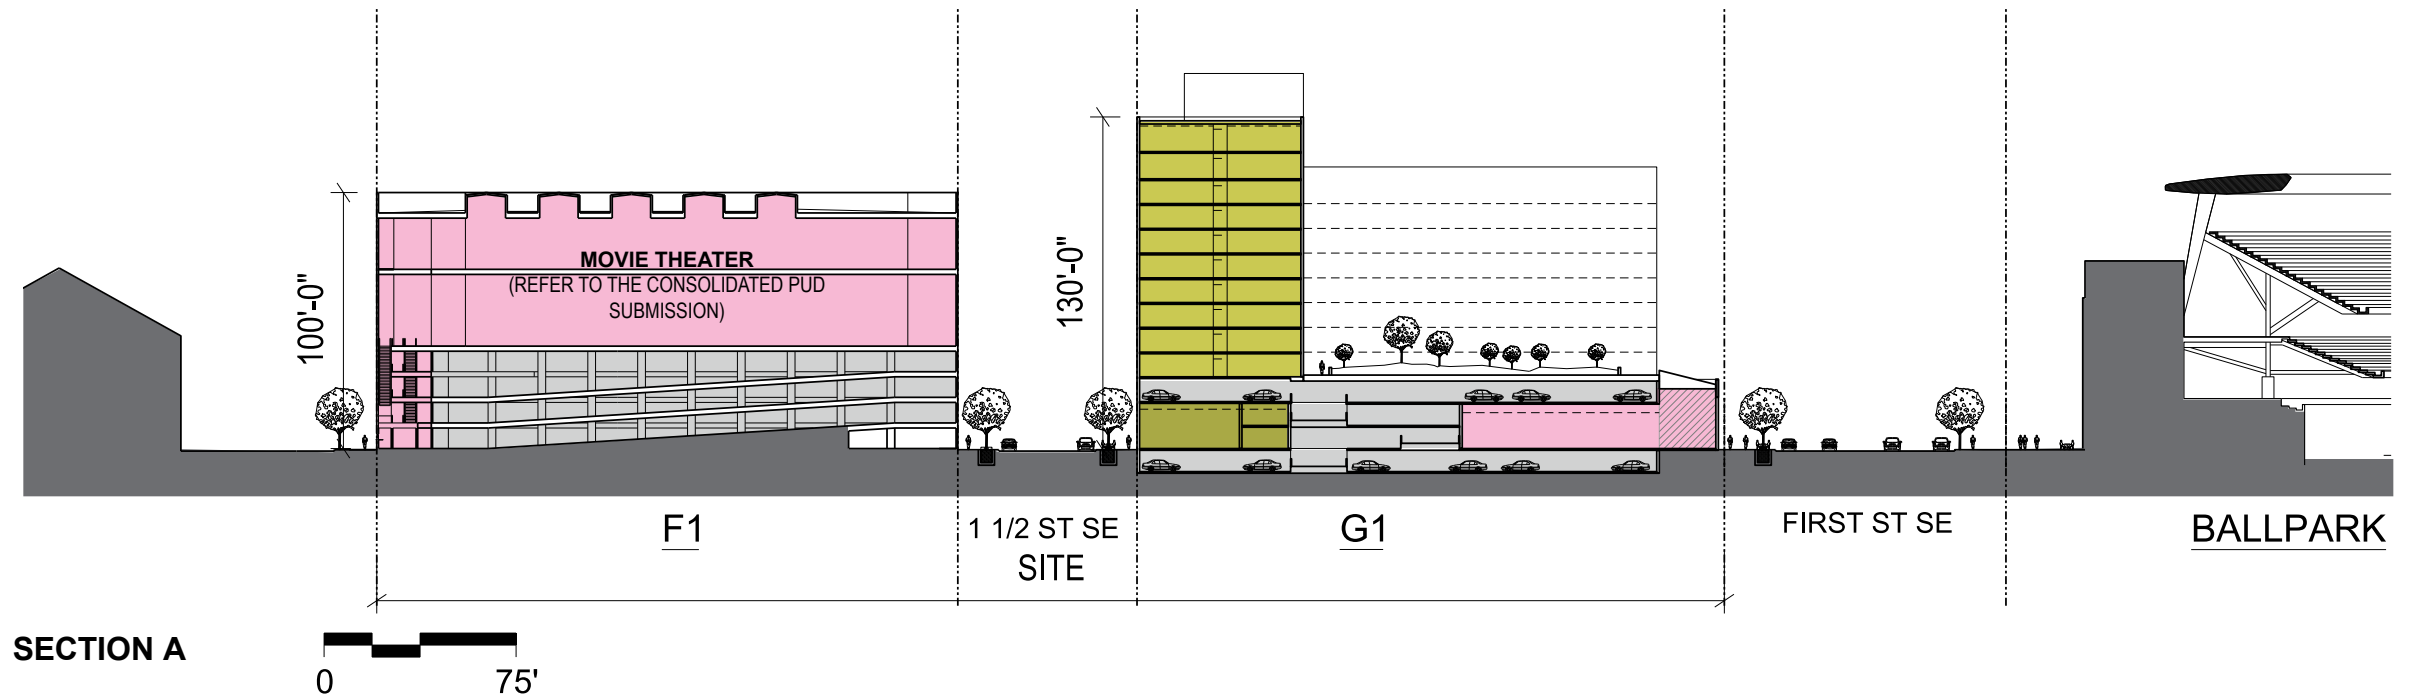 MOVIE THEATER
(REFER TO THE CONSOLIDATED PUD
SUBMISSION)
100'-0"
130'-0"
F1
1 1/2 ST SE
SITE
G1
FIRST ST SE
BALLPARK
SECTION A
0
75'